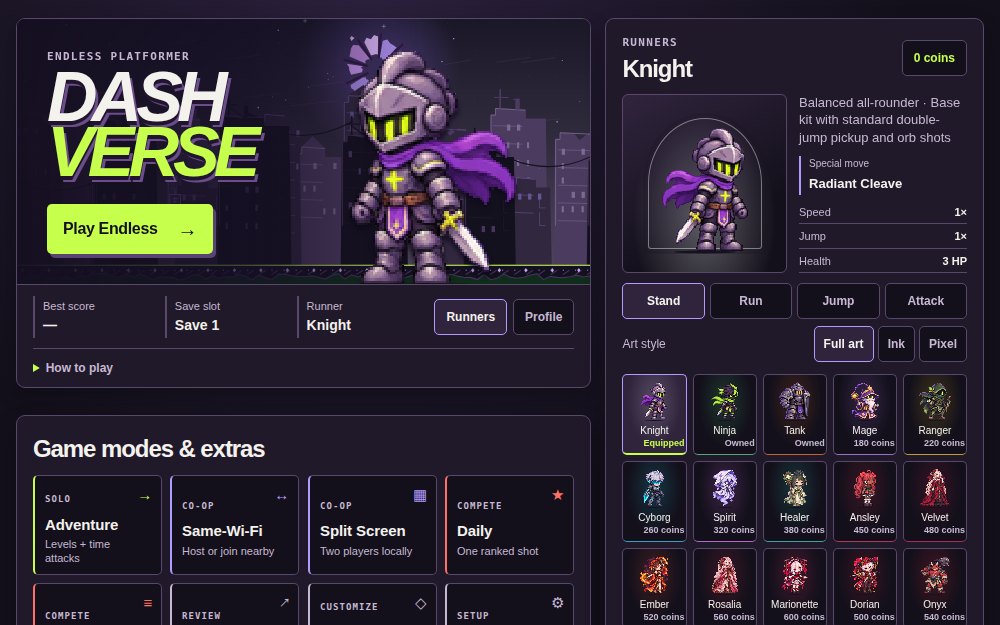 ENDLESS PLATFORMER
DASH
VERSE
Play Endless →
Best score
—
Save slot
Save 1
Runner
Knight
Runners
Profile
How to play
Game modes & extras
SOLO
Adventure
Levels + time
attacks
CO-OP
Same-Wi-Fi
Host or join nearby
CO-OP
Split Screen
Two players locally
COMPETE
Daily
One ranked shot
COMPETE
REVIEW
CUSTOMIZE
SETUP
RUNNERS
Knight
0 coins
Balanced all-rounder · Base
kit with standard double-
jump pickup and orb shots
Special move
Radiant Cleave
Speed 1×
Jump 1×
Health 3 HP
Stand
Run
Jump
Attack
Art style
Full art
Ink
Pixel
Knight
Equipped
Ninja
Owned
Tank
Owned
Mage
180 coins
Ranger
220 coins
Cyborg
260 coins
Spirit
320 coins
Healer
380 coins
Ansley
450 coins
Velvet
480 coins
Ember
520 coins
Rosalia
560 coins
Marionette
600 coins
Dorian
500 coins
Onyx
540 coins